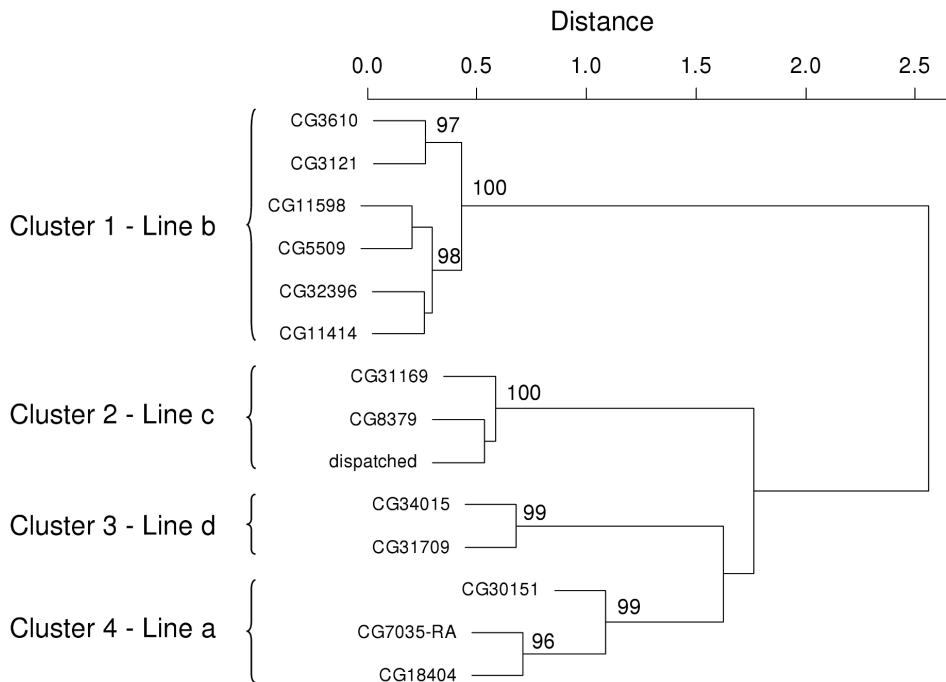 Distance
0.0 0.5 1.0 1.5 2.0 2.5
CG3610
97
CG3121
100
CG11598
Cluster 1 - Line b
CG5509
98
CG32396
CG11414
CG31169
100
Cluster 2 - Line c
CG8379
dispatched
CG34015
99
Cluster 3 - Line d
CG31709
CG30151
99
Cluster 4 - Line a
CG7035-RA
96
CG18404